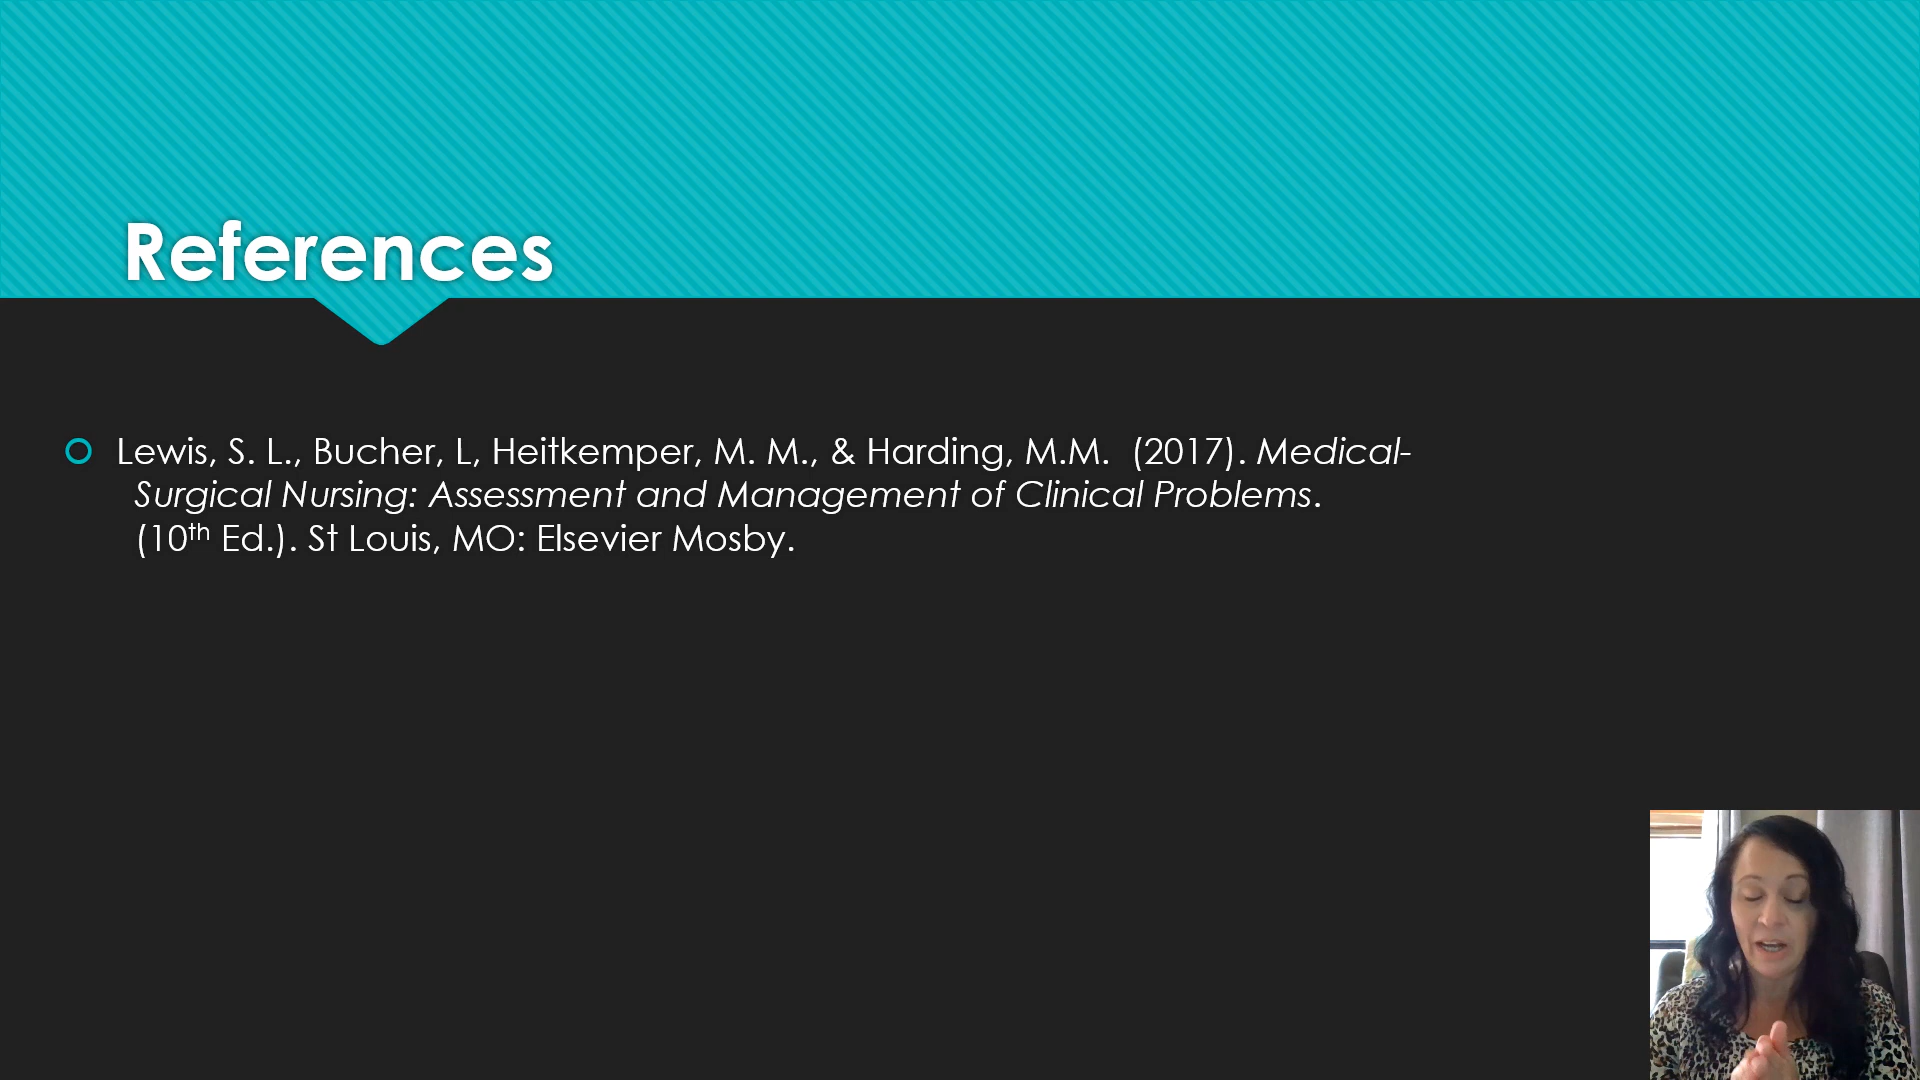 References
Lewis, S. L., Bucher, L, Heitkemper, M. M., & Harding, M.M.  (2017). Medical-
Surgical Nursing: Assessment and Management of Clinical Problems.
(10th Ed.). St Louis, MO: Elsevier Mosby.